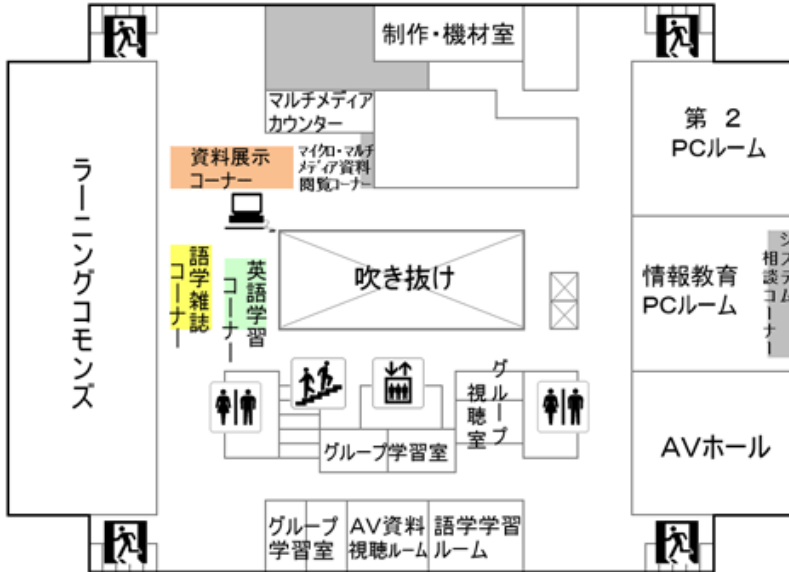 制作・機材室
マルチメディア
カウンター
資料展示
コーナー
マイクロ・マルチ
メディア資料
閲覧コーナー
第 2
PCルーム
ラーニングコモンズ
語学雑誌
コーナー
英語学習
コーナー
吹き抜け
情報教育
PCルーム
システム
相談コーナー
グループ
視聴室
グループ学習室
AVホール
グループ
学習室
AV資料
視聴ルーム
語学学習
ルーム